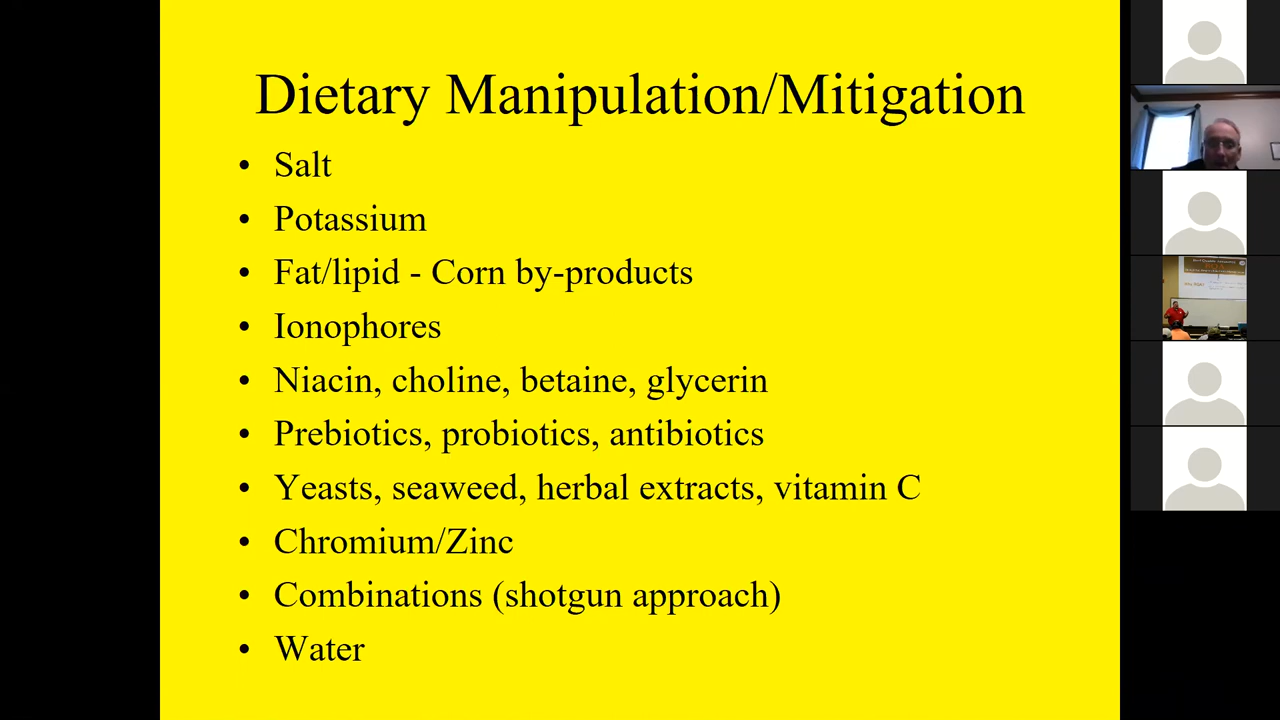 Dietary Manipulation/Mitigation
• Salt
• Potassium
• Fat/lipid - Corn by-products
• Ionophores
• Niacin, choline, betaine, glycerin
• Prebiotics, probiotics, antibiotics
• Yeasts, seaweed, herbal extracts, vitamin C
• Chromium/Zinc
• Combinations (shotgun approach)
• Water